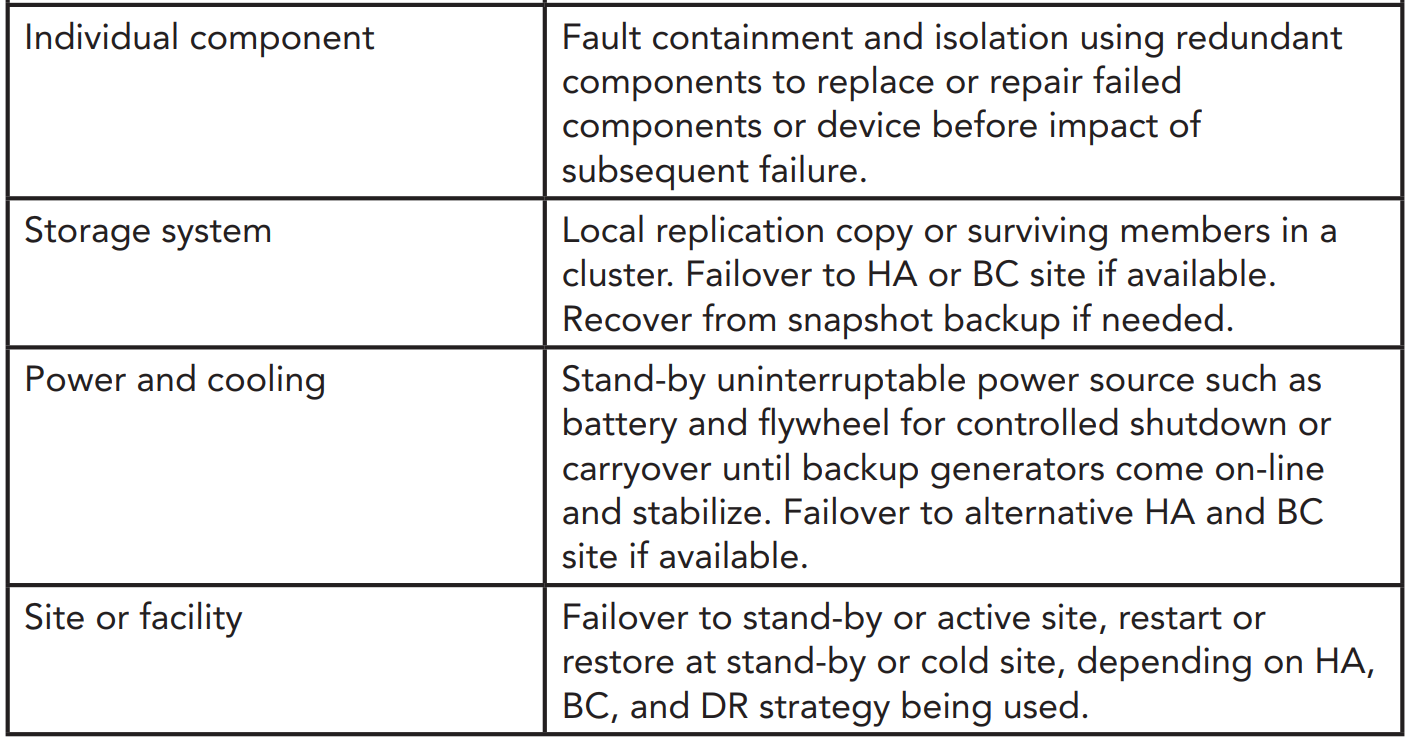 Individual component
Fault containment and isolation using redundant
components to replace or repair failed
components or device before impact of
subsequent failure.
Storage system
Local replication copy or surviving members in a
cluster. Failover to HA or BC site if available.
Recover from snapshot backup if needed.
Power and cooling
Stand-by uninterruptable power source such as
battery and flywheel for controlled shutdown or
carryover until backup generators come on-line
and stabilize. Failover to alternative HA and BC
site if available.
Site or facility
Failover to stand-by or active site, restart or
restore at stand-by or cold site, depending on HA,
BC, and DR strategy being used.